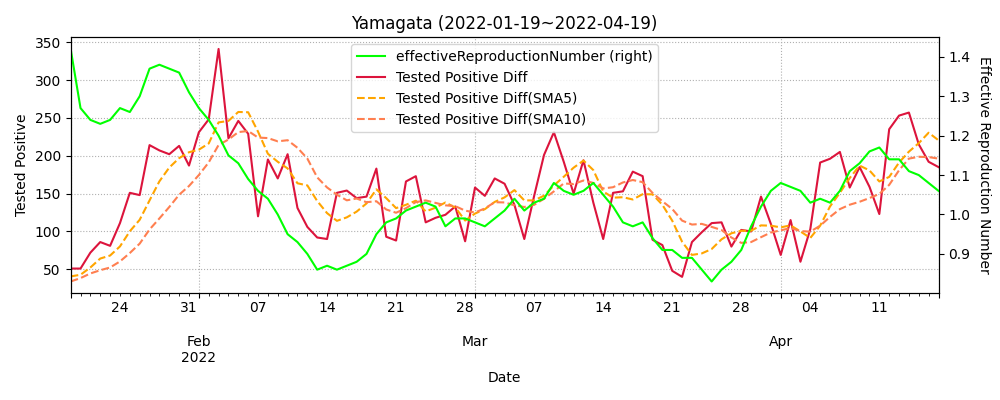 Yamagata (2022-01-19~2022-04-19)
350
300
250
200
150
100
50
Tested Positive
effectiveReproductionNumber (right)
Tested Positive Diff
Tested Positive Diff(SMA5)
Tested Positive Diff(SMA10)
1.4
1.3
1.2
1.1
1.0
0.9
Effective Reproduction Number
24 31 07 14 21 28 07 14 21 28 04 11
Feb Mar Apr
2022
Date